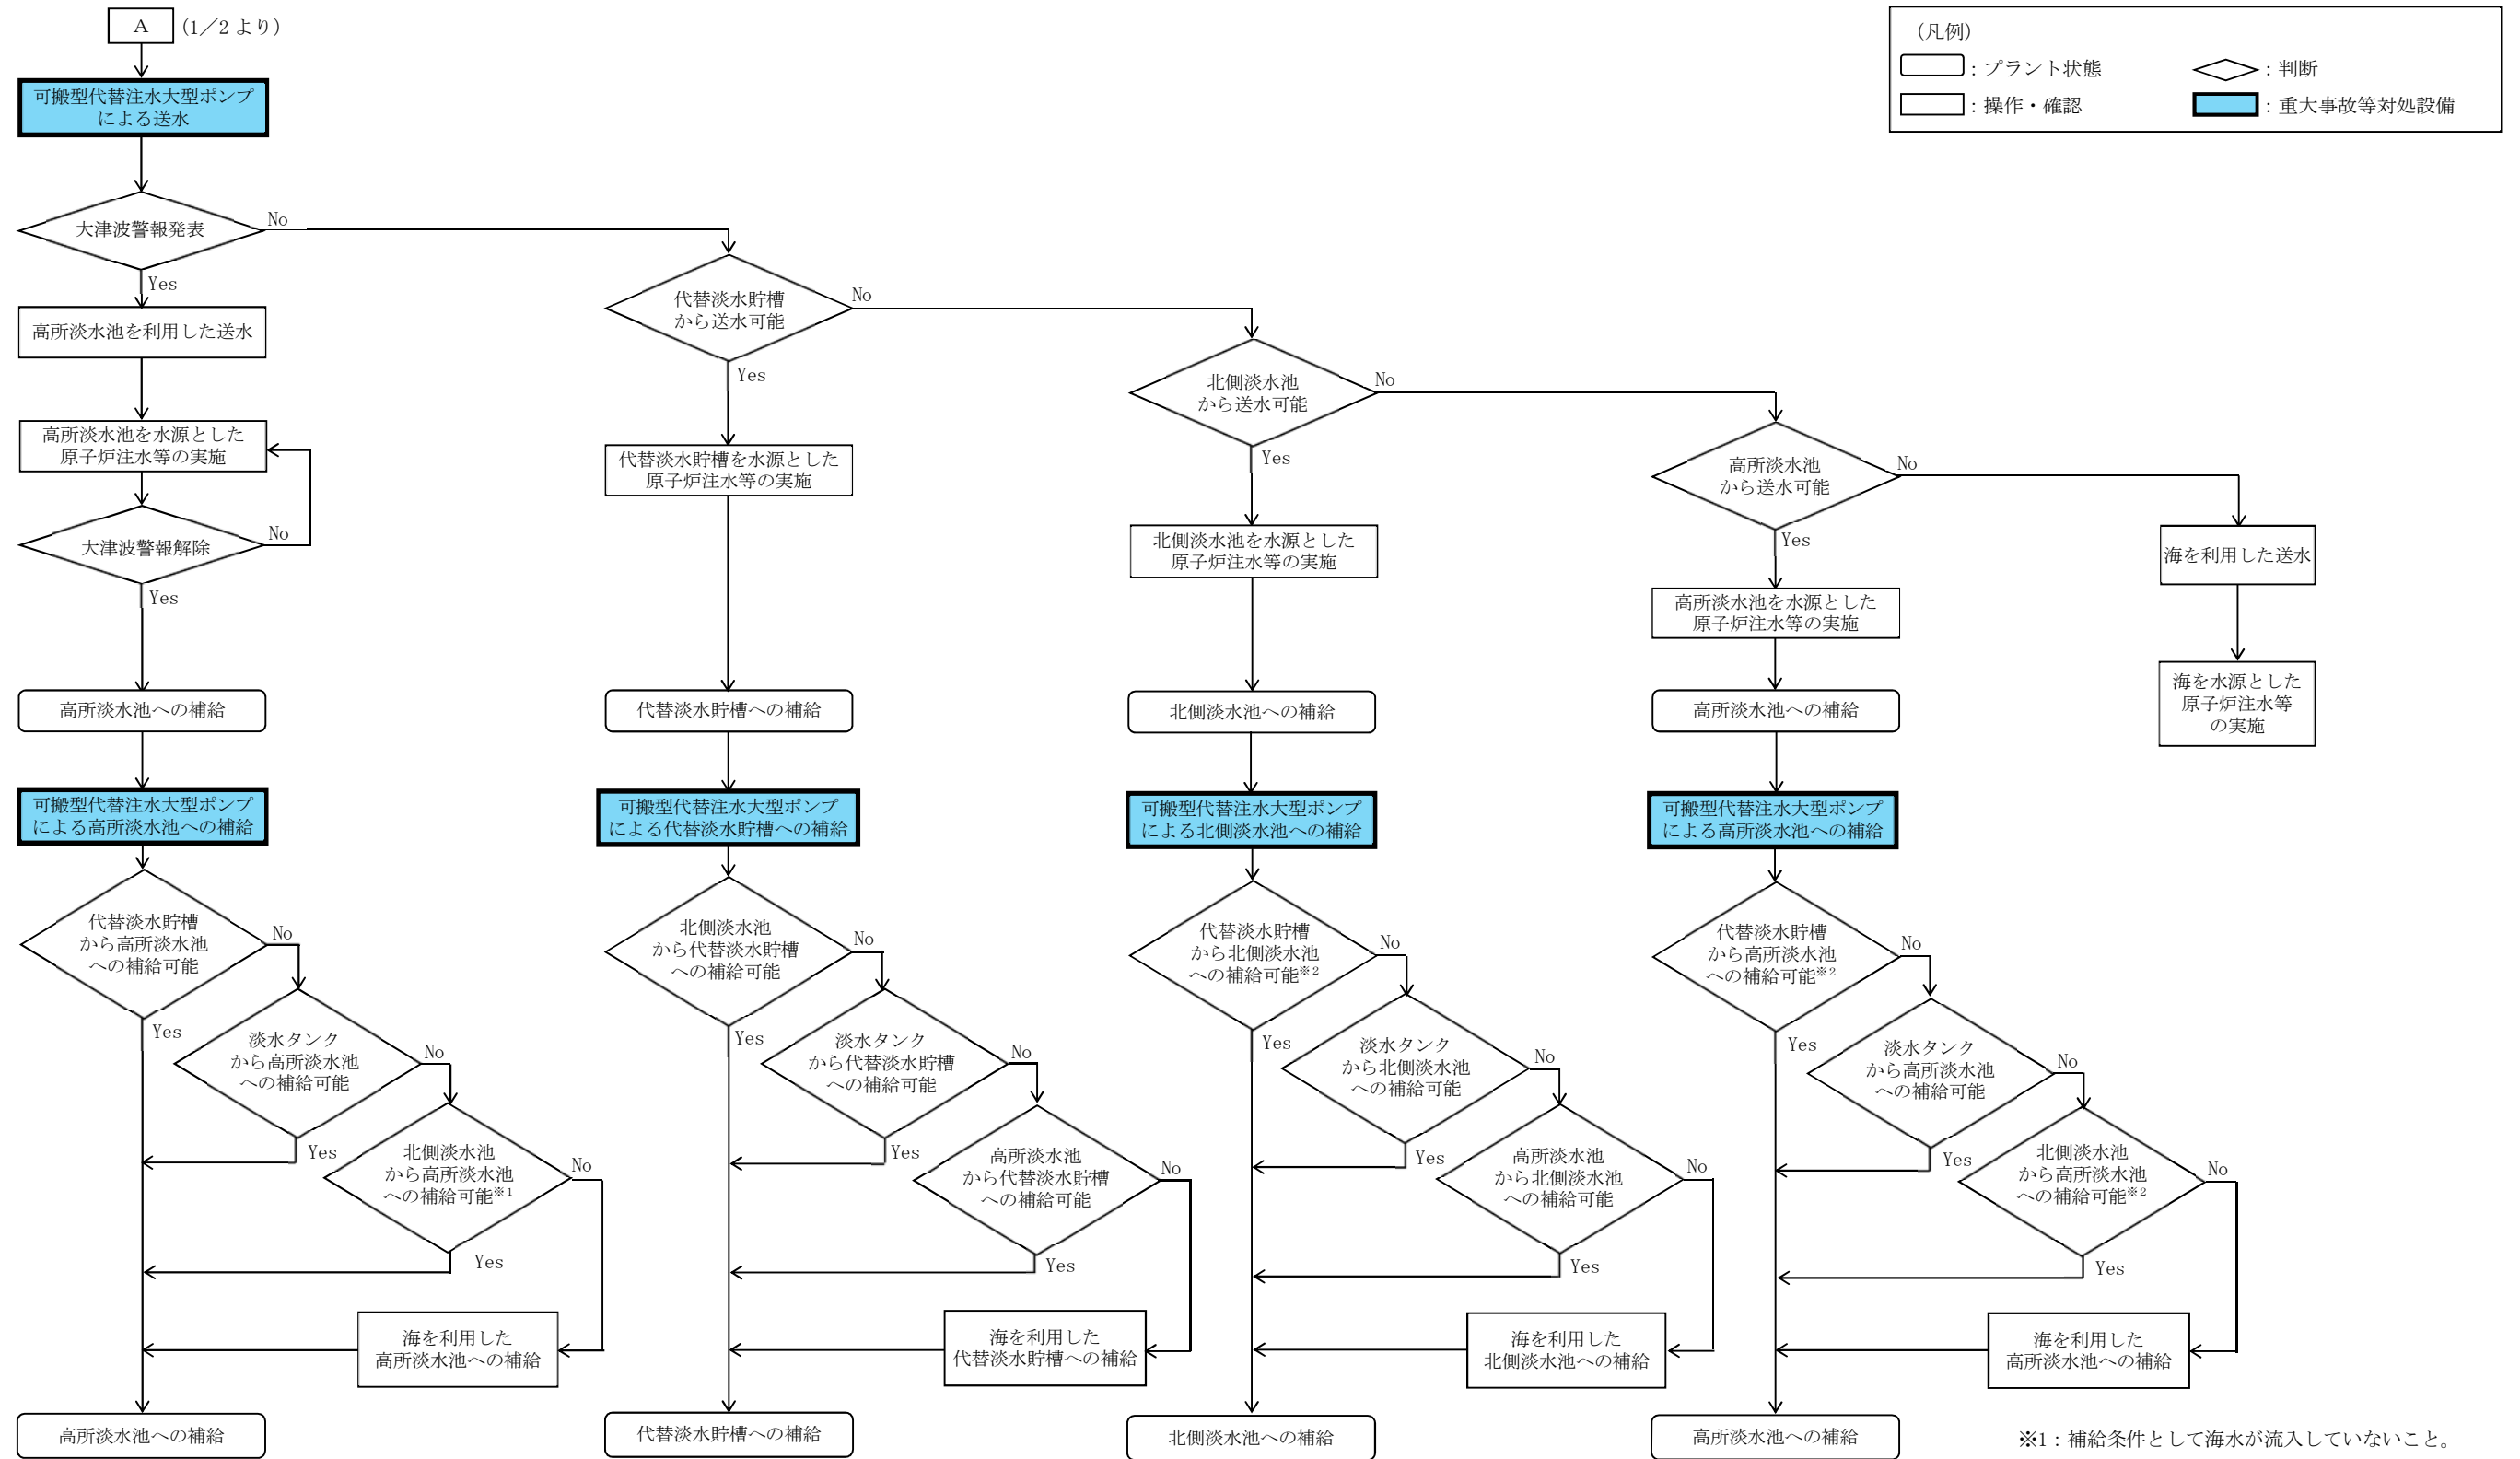 A
(1／2 より)
(凡例)
：プラント状態
：判断
：操作・確認
：重大事故等対処設備
可搬型代替注水大型ポンプ
による送水
大津波警報発表
No
Yes
高所淡水池を利用した送水
高所淡水池を水源とした
原子炉注水等の実施
大津波警報解除
No
Yes
高所淡水池への補給
可搬型代替注水大型ポンプ
による高所淡水池への補給
代替淡水貯槽
から高所淡水池
への補給可能
No
Yes
淡水タンク
から高所淡水池
への補給可能
No
Yes
北側淡水池
から高所淡水池
への補給可能※1
No
Yes
海を利用した
高所淡水池への補給
高所淡水池への補給
代替淡水貯槽
から送水可能
No
Yes
代替淡水貯槽を水源とした
原子炉注水等の実施
代替淡水貯槽への補給
可搬型代替注水大型ポンプ
による代替淡水貯槽への補給
北側淡水池
から代替淡水貯槽
への補給可能
No
Yes
淡水タンク
から代替淡水貯槽
への補給可能
No
Yes
高所淡水池
から代替淡水貯槽
への補給可能
No
Yes
海を利用した
代替淡水貯槽への補給
代替淡水貯槽への補給
北側淡水池
から送水可能
No
Yes
北側淡水池を水源とした
原子炉注水等の実施
北側淡水池への補給
可搬型代替注水大型ポンプ
による北側淡水池への補給
代替淡水貯槽
から北側淡水池
への補給可能※2
No
Yes
淡水タンク
から北側淡水池
への補給可能
No
Yes
高所淡水池
から北側淡水池
への補給可能
No
Yes
海を利用した
北側淡水池への補給
北側淡水池への補給
高所淡水池
から送水可能
No
Yes
高所淡水池を水源とした
原子炉注水等の実施
高所淡水池への補給
可搬型代替注水大型ポンプ
による高所淡水池への補給
代替淡水貯槽
から高所淡水池
への補給可能※2
No
Yes
淡水タンク
から高所淡水池
への補給可能
No
Yes
北側淡水池
から高所淡水池
への補給可能※2
No
Yes
海を利用した
高所淡水池への補給
高所淡水池への補給
海を利用した送水
海を水源とした
原子炉注水等
の実施
※1：補給条件として海水が流入していないこと。